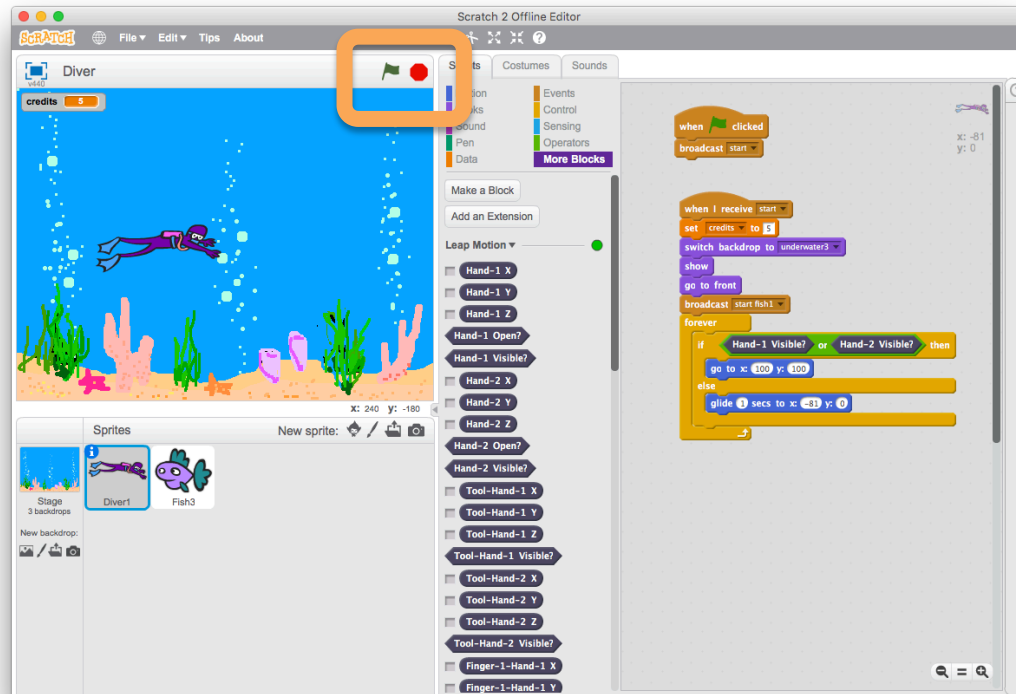 Scratch 2 Offline Editor
SCRATCH File Edit Tips About
v440 Diver
credits 5
X: 240 Y: -180
Sprites New sprite:
Stage
3 backdrops
New backdrop:
Diver1
Fish3
Costumes Sounds
Events
Control
Sound Sensing
Pen Operators
Data More Blocks
Make a Block
Add an Extension
Leap Motion
Hand-1 X
Hand-1 Y
Hand-1 Z
Hand-1 Open?
Hand-1 Visible?
Hand-2 X
Hand-2 Y
Hand-2 Z
Hand-2 Open?
Hand-2 Visible?
Tool-Hand-1 X
Tool-Hand-1 Y
Tool-Hand-1 Z
Tool-Hand-1 Visible?
Tool-Hand-2 X
Tool-Hand-2 Y
Tool-Hand-2 Z
Tool-Hand-2 Visible?
Finger-1-Hand-1 X
Finger-1-Hand-1 Y
when clicked
broadcast start
x: -81
y: 0
when I receive start
set credits to 5
switch backdrop to underwater3
show
go to front
broadcast start fish1
forever
if Hand-1 Visible? or Hand-2 Visible? then
go to x: 100 y: 100
else
glide 1 secs to x: -81 y: 0